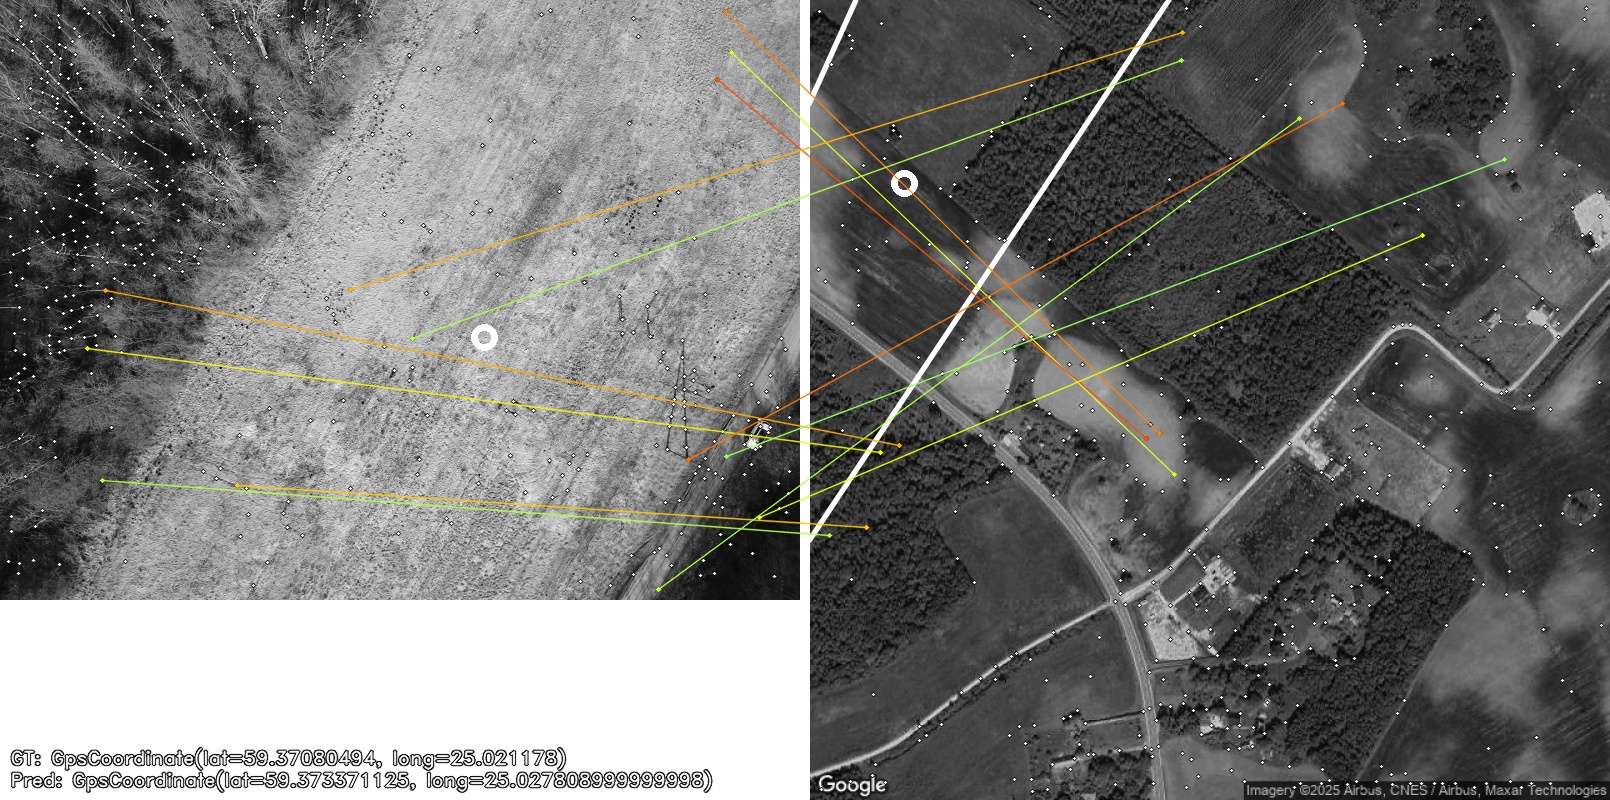 GT: GpsCoordinate(lat=59.37080494, long=25.021178)
Pred: GpsCoordinate(lat=59.373371125, long=25.0278089999999998)
Google
Imagery ©2025 Airbus, CNES / Airbus, Maxar Technologies